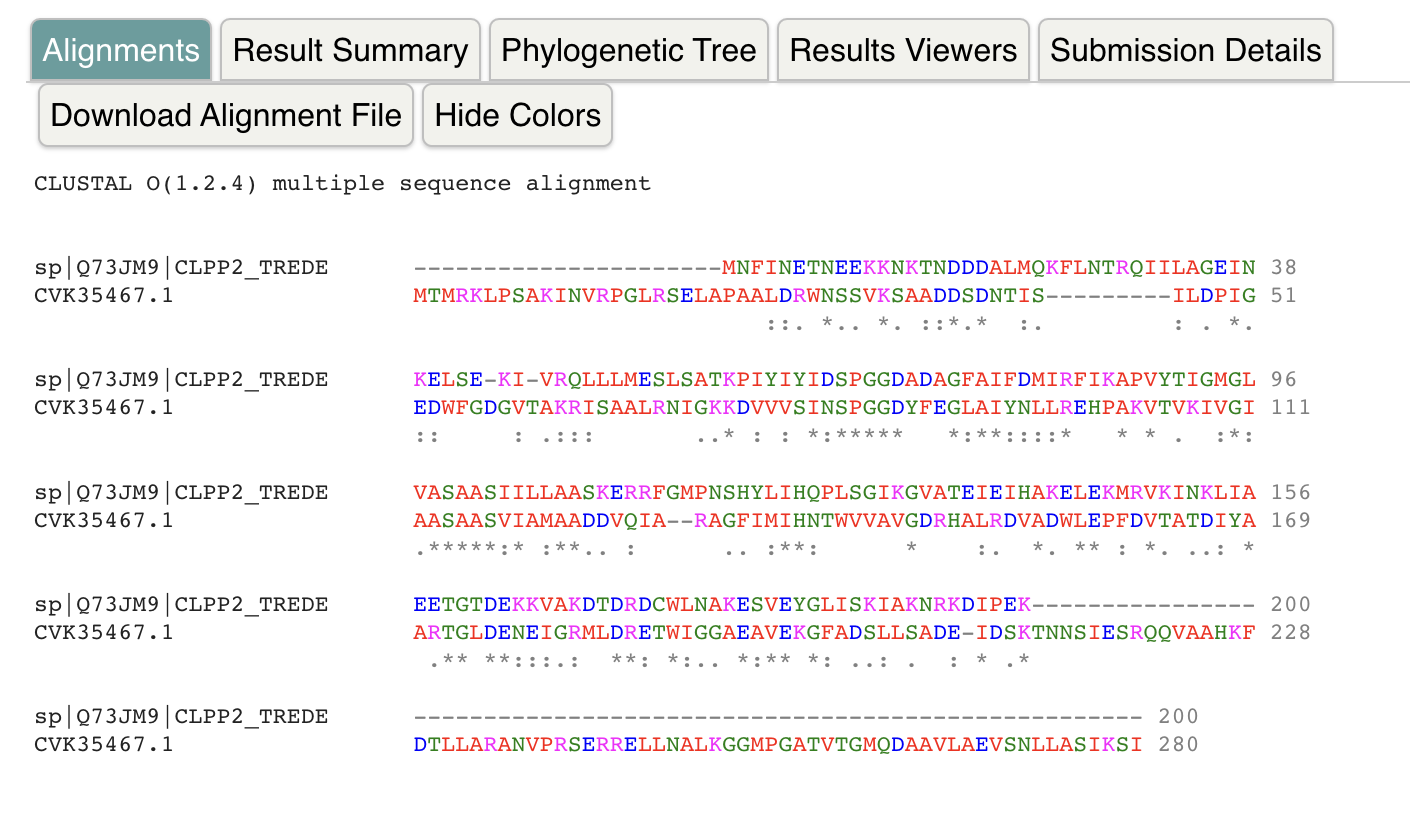 Alignments Result Summary Phylogenetic Tree Results Viewers Submission Details
Download Alignment File Hide Colors
CLUSTAL O(1.2.4) multiple sequence alignment
sp|Q73JM9|CLPP2_TREDE ----------------------MNFINETNEEKKNKTNDDDALMQKFLNTRQIILAGEIN 38
CVK35467.1 MTMRKLPSAKINVRPGLRSELAPAALDRWNSSVKSAADDSDNTIS---------ILDPIG 51
::. *.. *. ::*.* :. : . *.
sp|Q73JM9|CLPP2_TREDE KELSE-KI-VRQLLLMESLSATKPIYIYIDSPGGDADAGFAIFDMIRFIKAPVYTIGMGL 96
CVK35467.1 EDWFGDGVTAKRISAALRNIGKKDVVVSINSPGGDYFEGLAIYNLLREHPAKVTVKIVGI 111
:: : .::: ..* : : *:***** *:**::::* * * . :*:
sp|Q73JM9|CLPP2_TREDE VASAASIILLAASKERRFGMPNSHYLIHQPLSGIKGVATEIEIHAKELEKMRVKINKLIA 156
CVK35467.1 AASAASVIAMAADDVQIA--RAGFIMIHNTWVVAVGDRHALRDVADWLEPFDVTATDIYA 169
.*****:* :**.. : .. :**: * :. *. ** : *. ..: *
sp|Q73JM9|CLPP2_TREDE EETGTDEKKVAKDTDRDCWLNAKESVEYGLISKIAKNRKDIPEK---------------- 200
CVK35467.1 ARTGLDENEIGRMLDRETWIGGAEAVEKGFADSLLSADE-IDSKTNNSIESRQQVAAHKF 228
.** **:::.: **: *:.. *:** *: ..: . : * .*
sp|Q73JM9|CLPP2_TREDE ---------------------------------------------------- 200
CVK35467.1 DTLLARANVPRSERRELLNALKGGMPGATVTGMQDAAVLAEVSNLLASIKSI 280